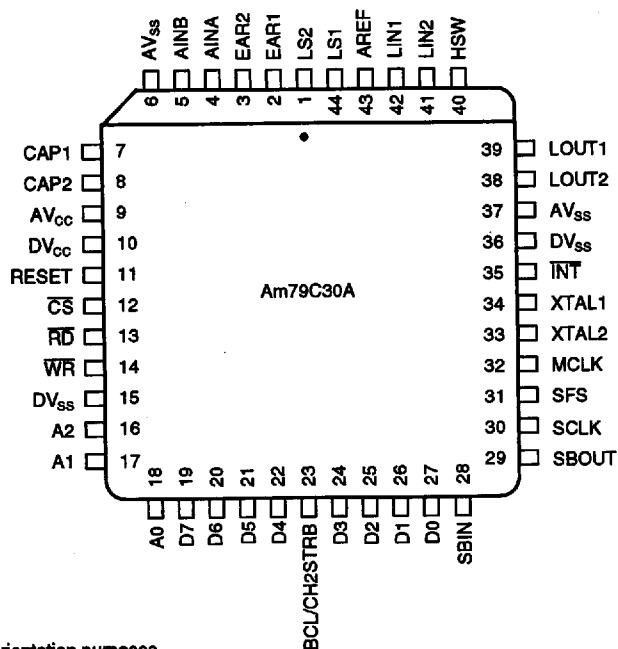 AVss AINB AINA EAR2 EAR1 LS2 LS1 AREF LIN1 LIN2 HSW
6 5 4 3 2 1 44 43 42 41 40
CAP1 7
CAP2 8
AVcc 9
DVcc 10
RESET 11
C̅S̅ 12
R̅D̅ 13
W̅R̅ 14
DVss 15
A2 16
A1 17
Am79C30A
39 LOUT1
38 LOUT2
37 AVss
36 DVss
35 I̅N̅T̅
34 XTAL1
33 XTAL2
32 MCLK
31 SFS
30 SCLK
29 SBOUT
18 19 20 21 22 23 24 25 26 27 28
A0 D7 D6 D5 D4 BCL/CH2STRB D3 D2 D1 D0 SBIN